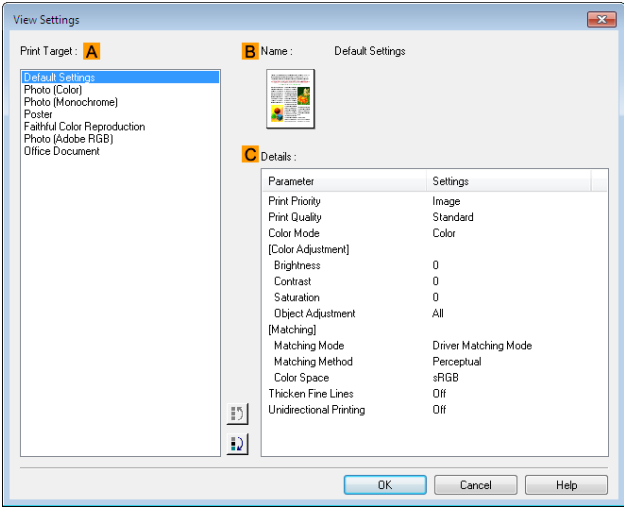 View Settings
Print Target : A
Default Settings
Photo (Color)
Photo (Monochrome)
Poster
Faithful Color Reproduction
Photo (Adobe RGB)
Office Document
B Name : Default Settings
C Details :
Parameter Settings
Print Priority Image
Print Quality Standard
Color Mode Color
[Color Adjustment]
Brightness 0
Contrast 0
Saturation 0
Object Adjustment All
[Matching]
Matching Mode Driver Matching Mode
Matching Method Perceptual
Color Space sRGB
Thicken Fine Lines Off
Unidirectional Printing Off
OK Cancel Help